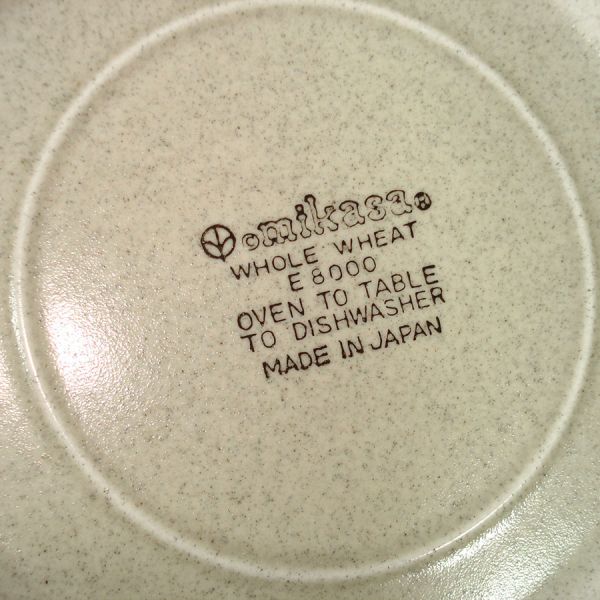 ©mikasa®
WHOLE WHEAT
E 8000
OVEN TO TABLE
TO DISHWASHER
MADE IN JAPAN